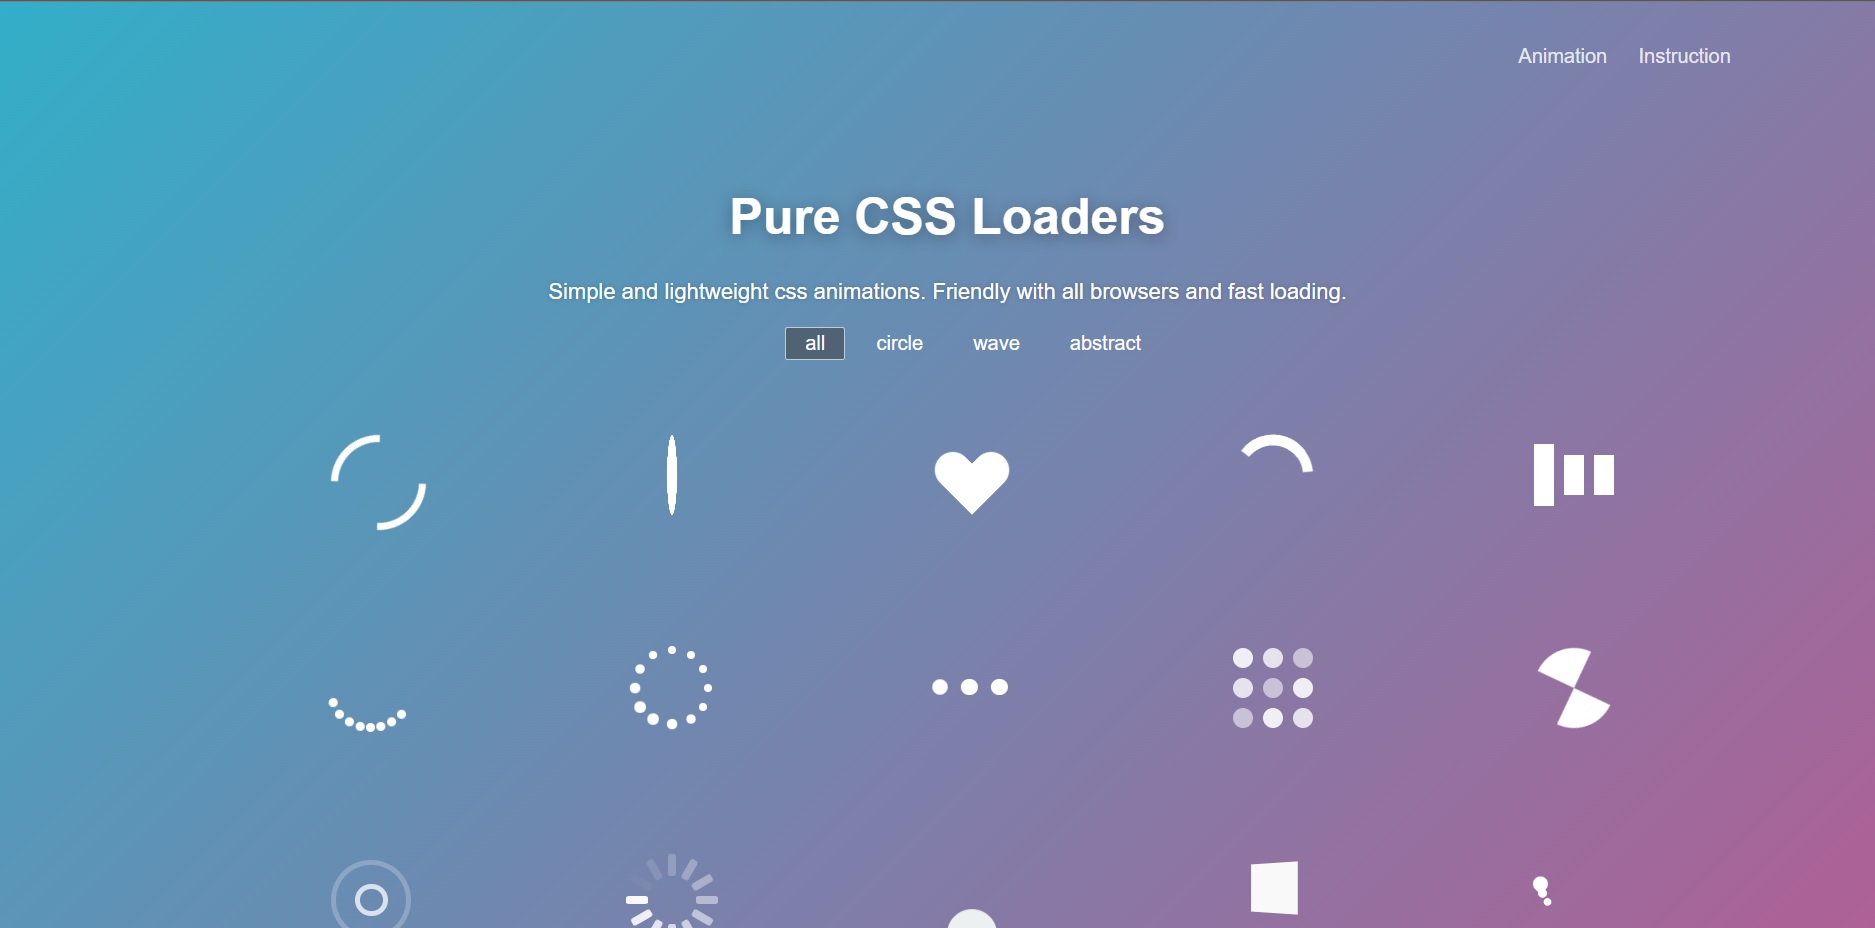 Animation Instruction
Pure CSS Loaders
Simple and lightweight css animations. Friendly with all browsers and fast loading.
all circle wave abstract